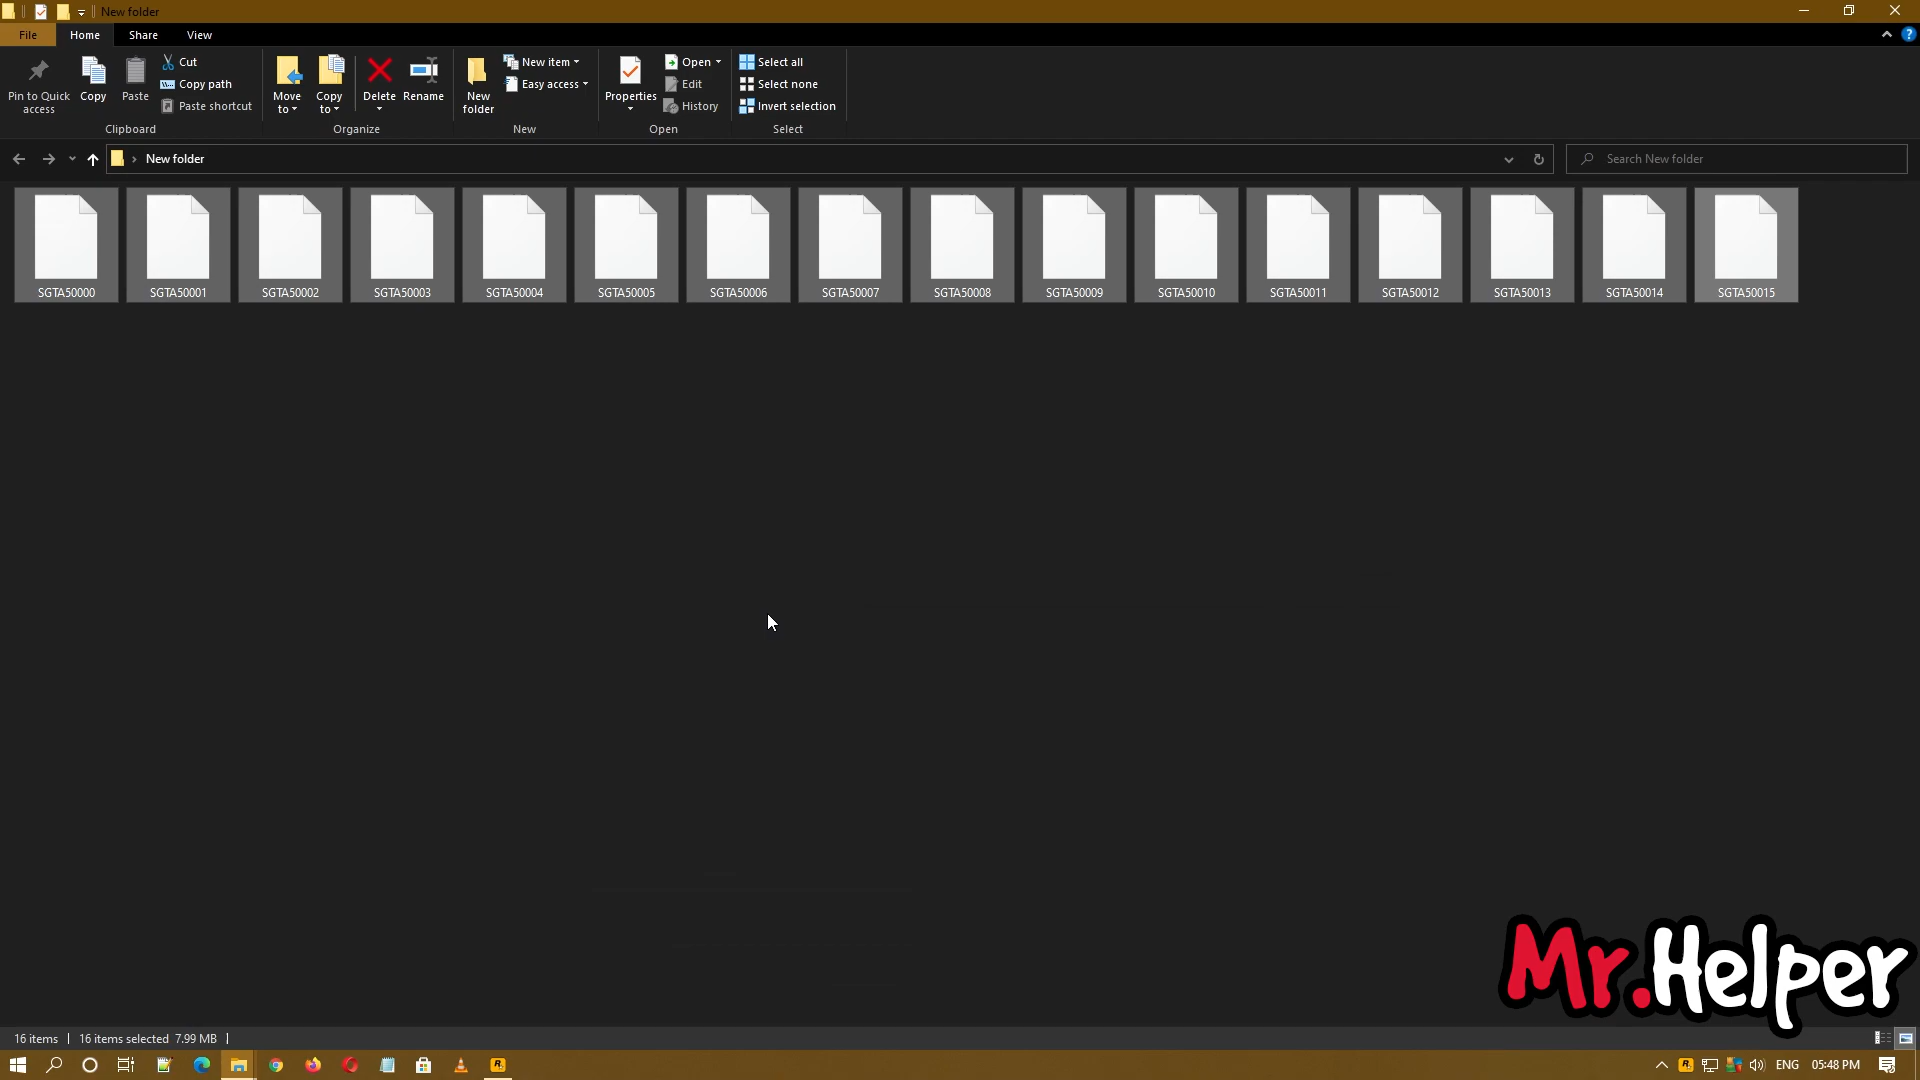 New folder
File Home Share View
Pin to Quick access
Copy
Paste
Cut
Copy path
Paste shortcut
Clipboard
Move to
Copy to
Delete
Rename
Organize
New folder
New item
Easy access
New
Properties
Open
Edit
History
Open
Select all
Select none
Invert selection
Select
New folder
Search New folder
SGTA50000 SGTA50001 SGTA50002 SGTA50003 SGTA50004 SGTA50005 SGTA50006 SGTA50007 SGTA50008 SGTA50009 SGTA50010 SGTA50011 SGTA50012 SGTA50013 SGTA50014 SGTA50015
Mr.Helper
16 items 16 items selected 7.99 MB
ENG 05:48 PM